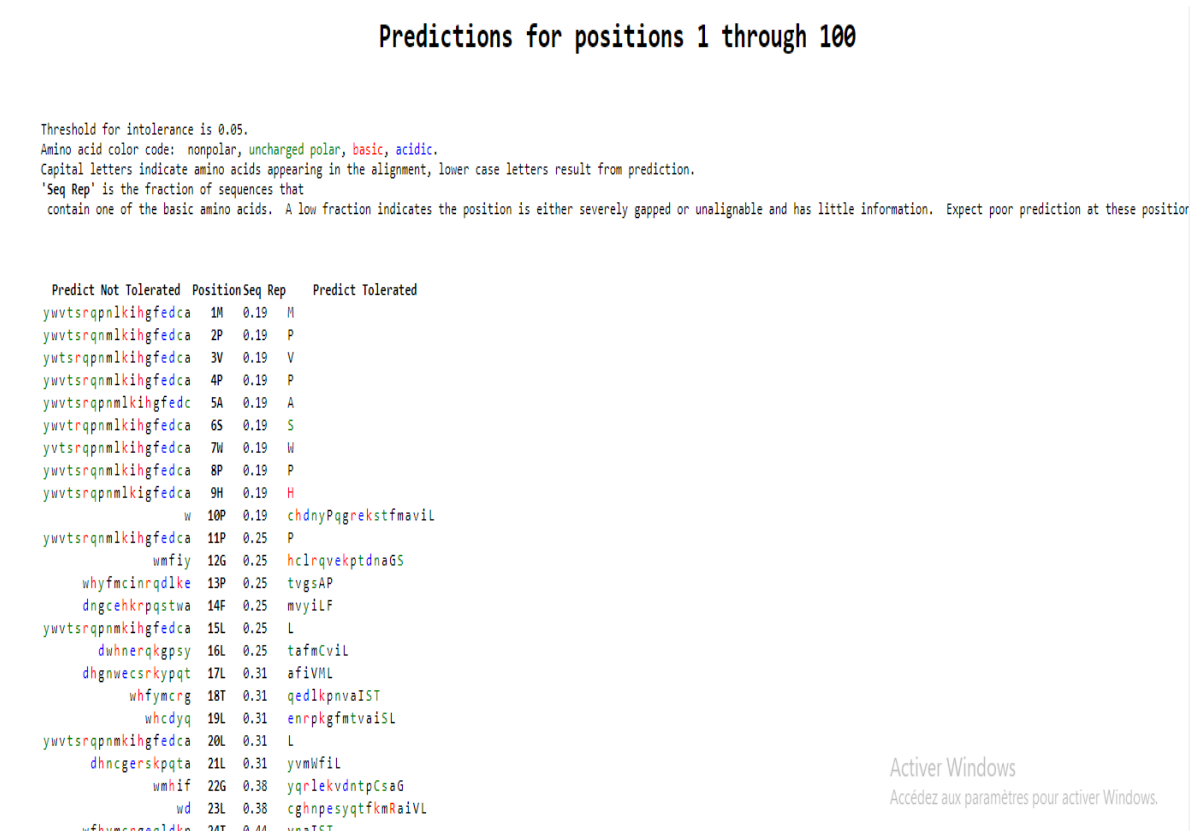 Predictions for positions 1 through 100
Threshold for intolerance is 0.05.
Amino acid color code: nonpolar, uncharged polar, basic, acidic.
Capital letters indicate amino acids appearing in the alignment, lower case letters result from prediction.
'Seq Rep' is the fraction of sequences that
contain one of the basic amino acids. A low fraction indicates the position is either severely gapped or unalignable and has little information. Expect poor prediction at these position
Predict Not Tolerated Position Seq Rep Predict Tolerated
ywvtsrqpnlkihgfedca 1M 0.19 M
ywvtsrqnmlkihgfedca 2P 0.19 P
ywtsrqpnmlkihgfedca 3V 0.19 V
ywvtsrqnmlkihgfedca 4P 0.19 P
ywvtsrqpnmlkihgfedc 5A 0.19 A
ywvtrqpnmlkihgfedca 6S 0.19 S
yvtsrqpnmlkihgfedca 7W 0.19 W
ywvtsrqnmlkihgfedca 8P 0.19 P
ywvtsrqpnmlkigfedca 9H 0.19 H
w 10P 0.19 chdnyPqgrekstfmaviL
ywvtsrqnmlkihgfedca 11P 0.25 P
wmfiy 12G 0.25 hclrqvekptdnaGS
whyfmcinrqdlke 13P 0.25 tvgsAP
dngcehkrpqstwa 14F 0.25 mvyiLF
ywvtsrqpnmkihgfedca 15L 0.25 L
dwhnerqkgpsy 16L 0.25 tafmCviL
dhgnwecsrkypqt 17L 0.31 afiVML
whfymcrg 18T 0.31 qedlkpnvaIST
whcdyq 19L 0.31 enrpkgfmtvaiSL
ywvtsrqpnmkihgfedca 20L 0.31 L
dhncgerskpqta 21L 0.31 yvmWfiL
wmhif 22G 0.38 yqrlekvdntpCsaG
wd 23L 0.38 cghnpesyqtfkmRaiVL
24T 0.44 vnaIST
Activer Windows
Accédez aux paramètres pour activer Windows.